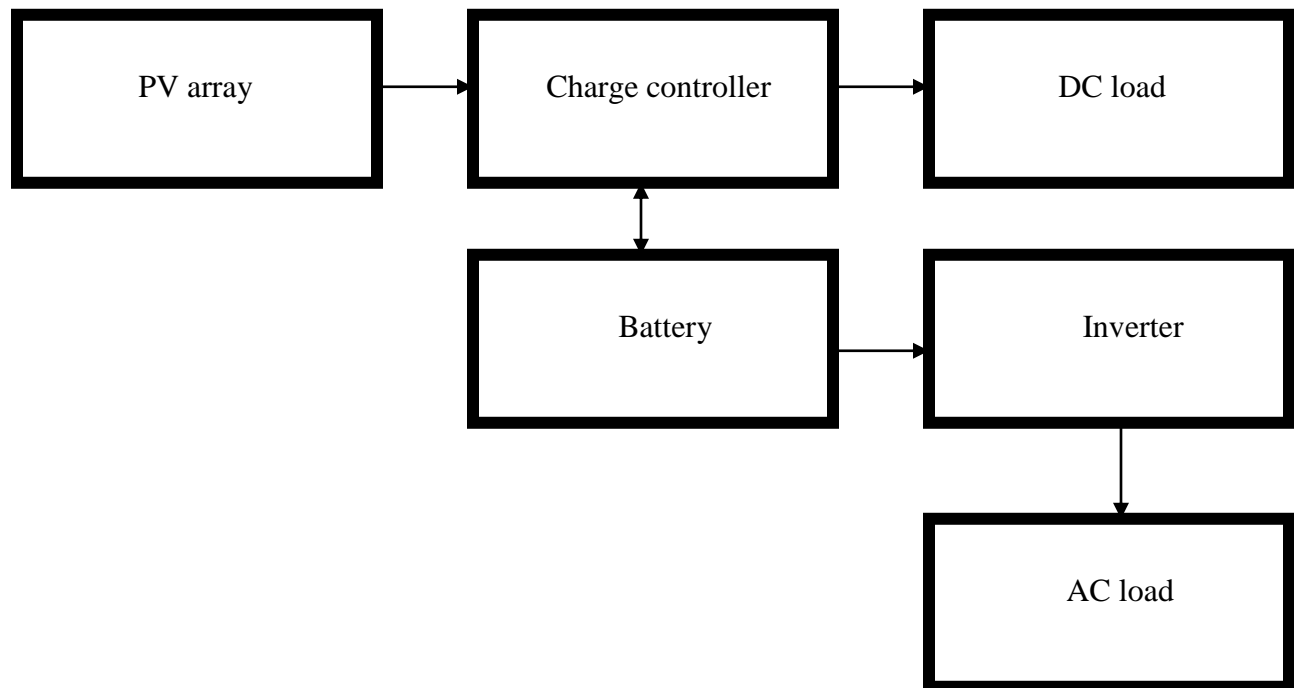 PV array
Charge controller
DC load
Battery
Inverter
AC load